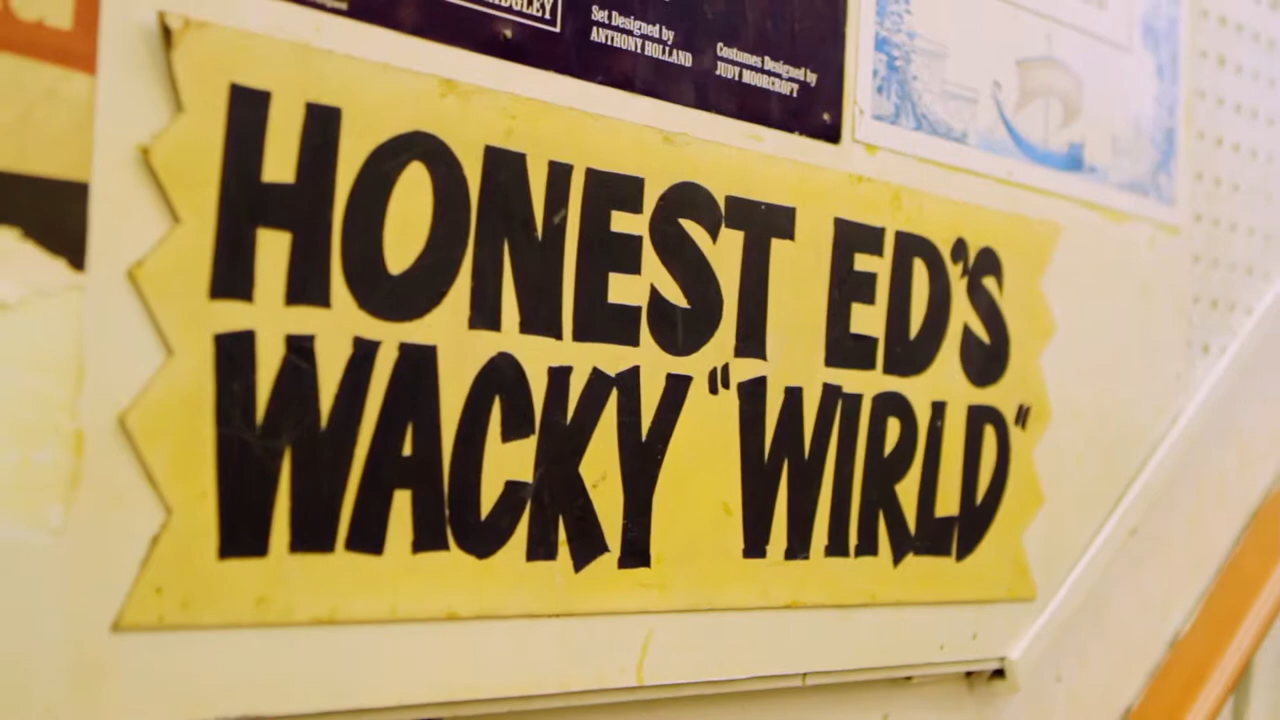 Set Designed by
ANTHONY HOLLAND
Costumes Designed by
JUDY MOORCROFT
HONEST ED'S
WACKY "WIRLD"